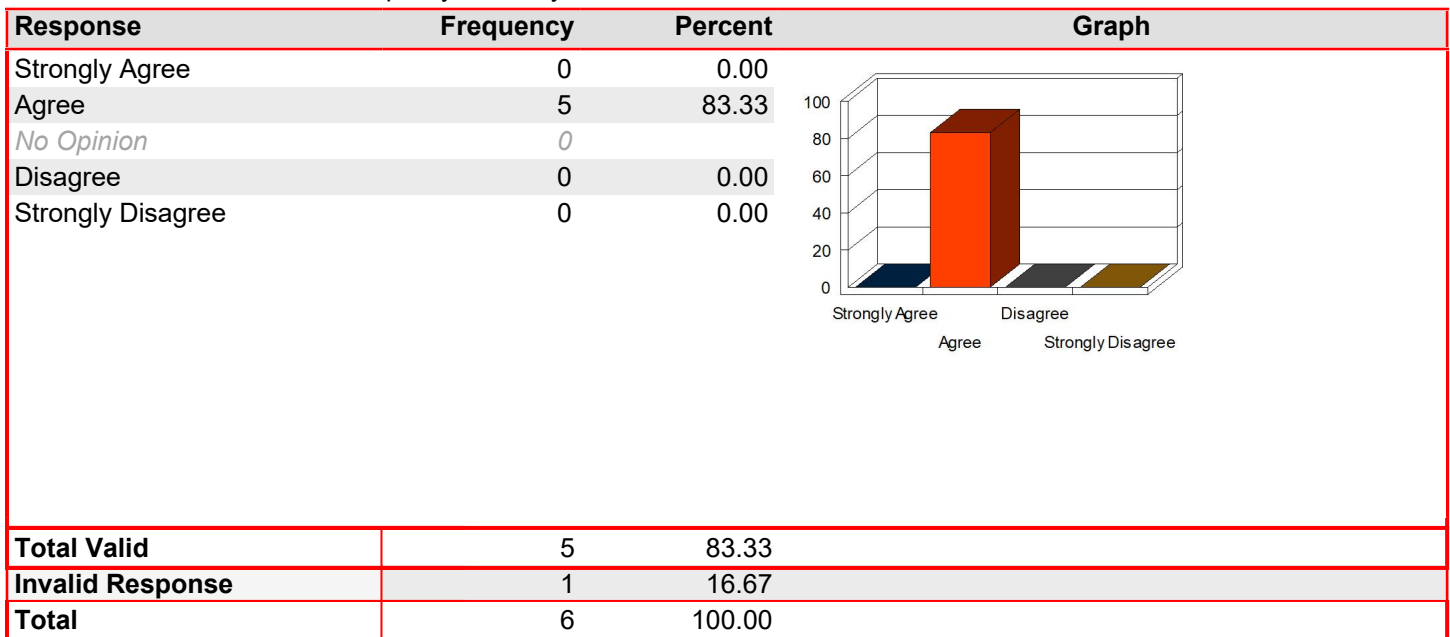 Response Frequency Percent Graph
Strongly Agree 0 0.00
Agree 5 83.33
No Opinion 0
Disagree 0 0.00
Strongly Disagree 0 0.00
100
80
60
40
20
0
Strongly Agree Disagree
Agree Strongly Disagree
Total Valid 5 83.33
Invalid Response 1 16.67
Total 6 100.00